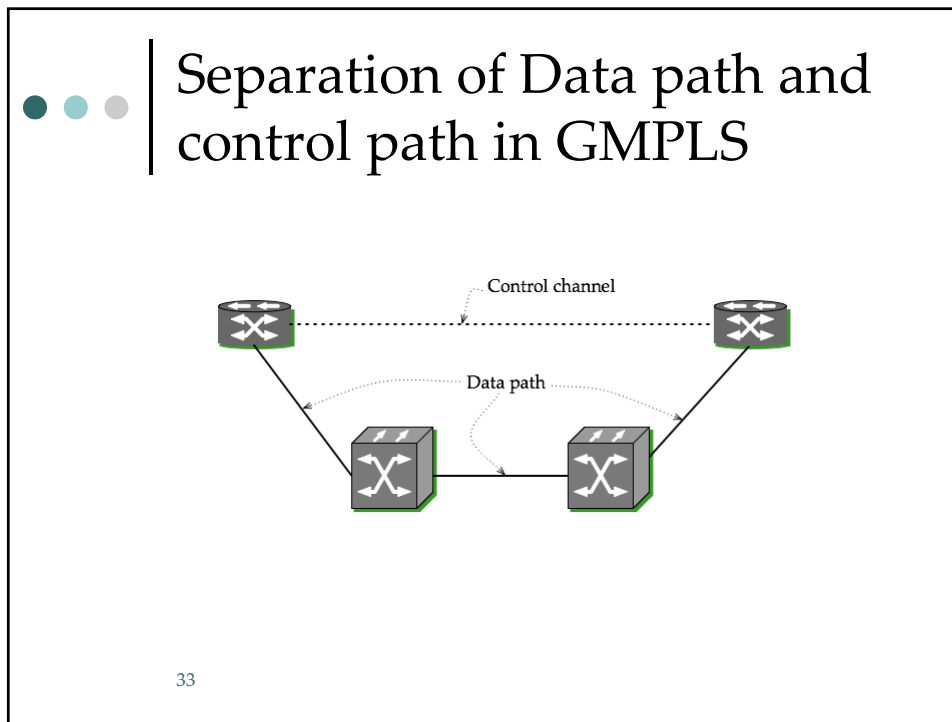 Separation of Data path and
control path in GMPLS
Control channel
Data path
33